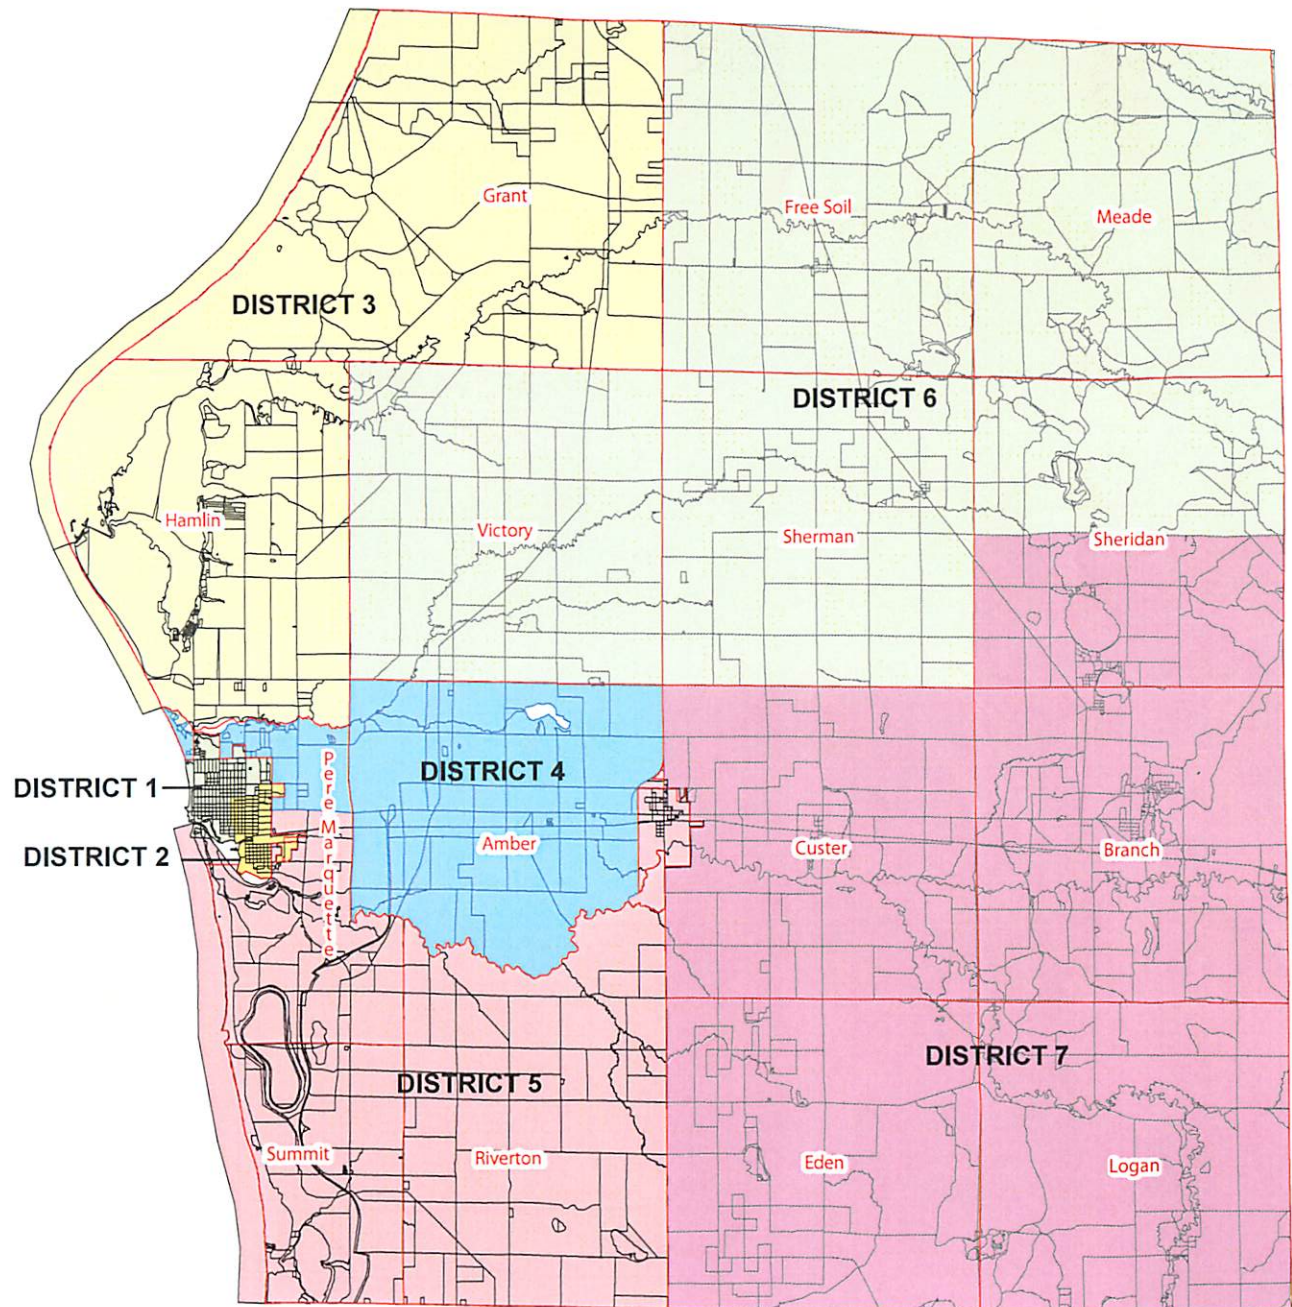 Grant
Free Soil
Meade
DISTRICT 3
DISTRICT 6
Hamlin
Victory
Sherman
Sheridan
Pere Marquette
DISTRICT 1
DISTRICT 4
DISTRICT 2
Amber
Custer
Branch
DISTRICT 5
DISTRICT 7
Summit
Riverton
Eden
Logan